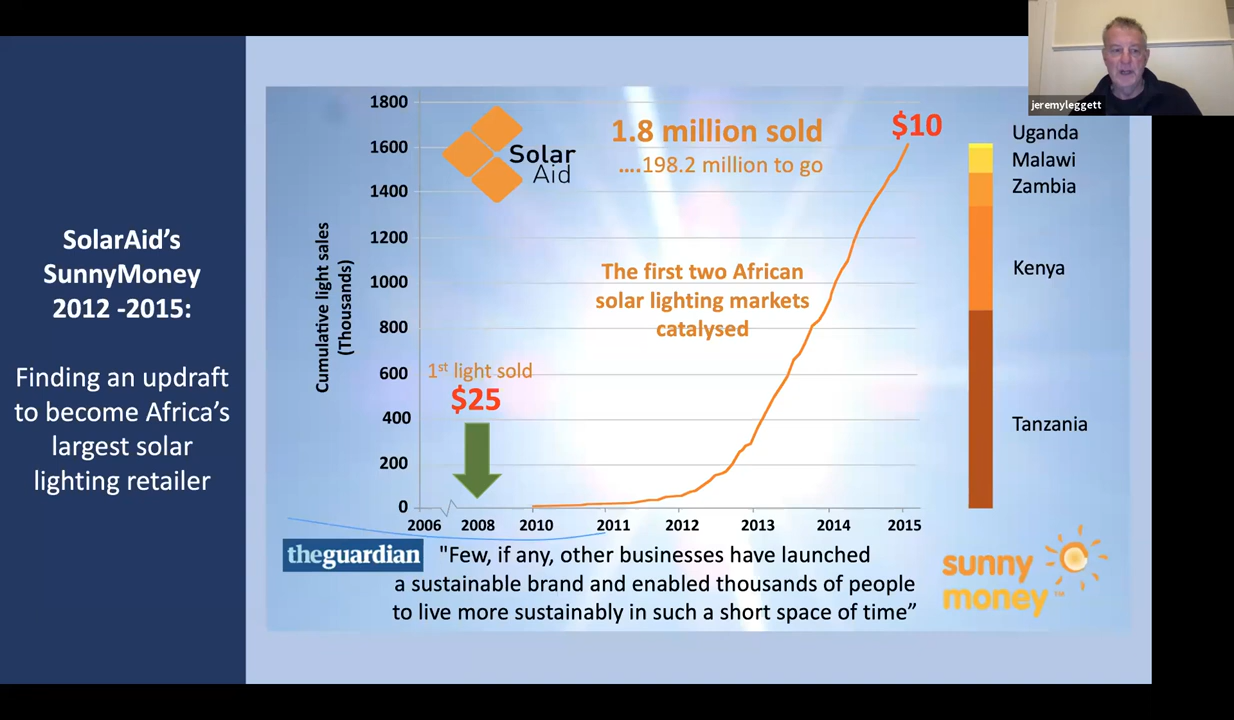 SolarAid's
SunnyMoney
2012 -2015:
Finding an updraft
to become Africa's
largest solar
lighting retailer
Cumulative light sales
(Thousands)
1800
1600
1400
1200
1000
800
600
400
200
0
2006
2008
2010
2011
2012
2013
2014
2015
Solar
Aid
1.8 million sold
....198.2 million to go
$10
The first two African
solar lighting markets
catalysed
1st light sold
$25
Uganda
Malawi
Zambia
Kenya
Tanzania
theguardian
"Few, if any, other businesses have launched
a sustainable brand and enabled thousands of people
to live more sustainably in such a short space of time”
sunny
money™
jeremyleggett